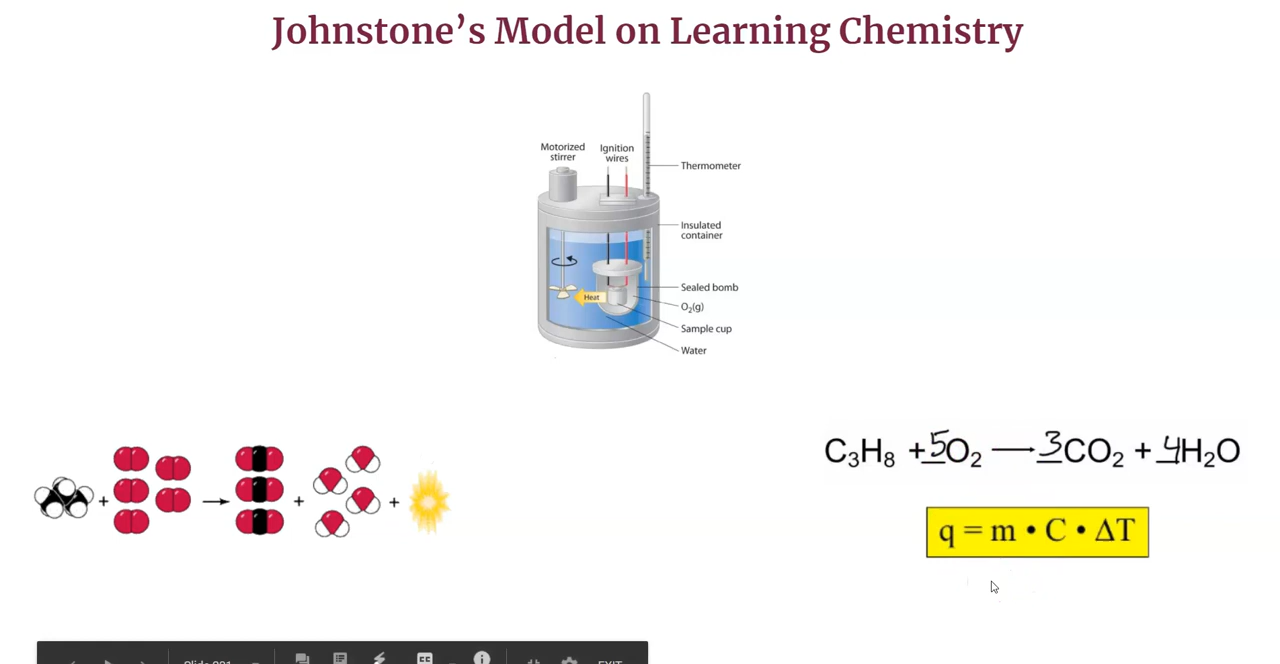 Johnstone's Model on Learning Chemistry
Motorized stirrer
Ignition wires
Thermometer
Insulated container
Heat
Sealed bomb
O₂(g)
Sample cup
Water
+ → + +
C₃H₈ + 5O₂ → 3CO₂ + 4H₂O
q = m • C • ΔT
EXIT